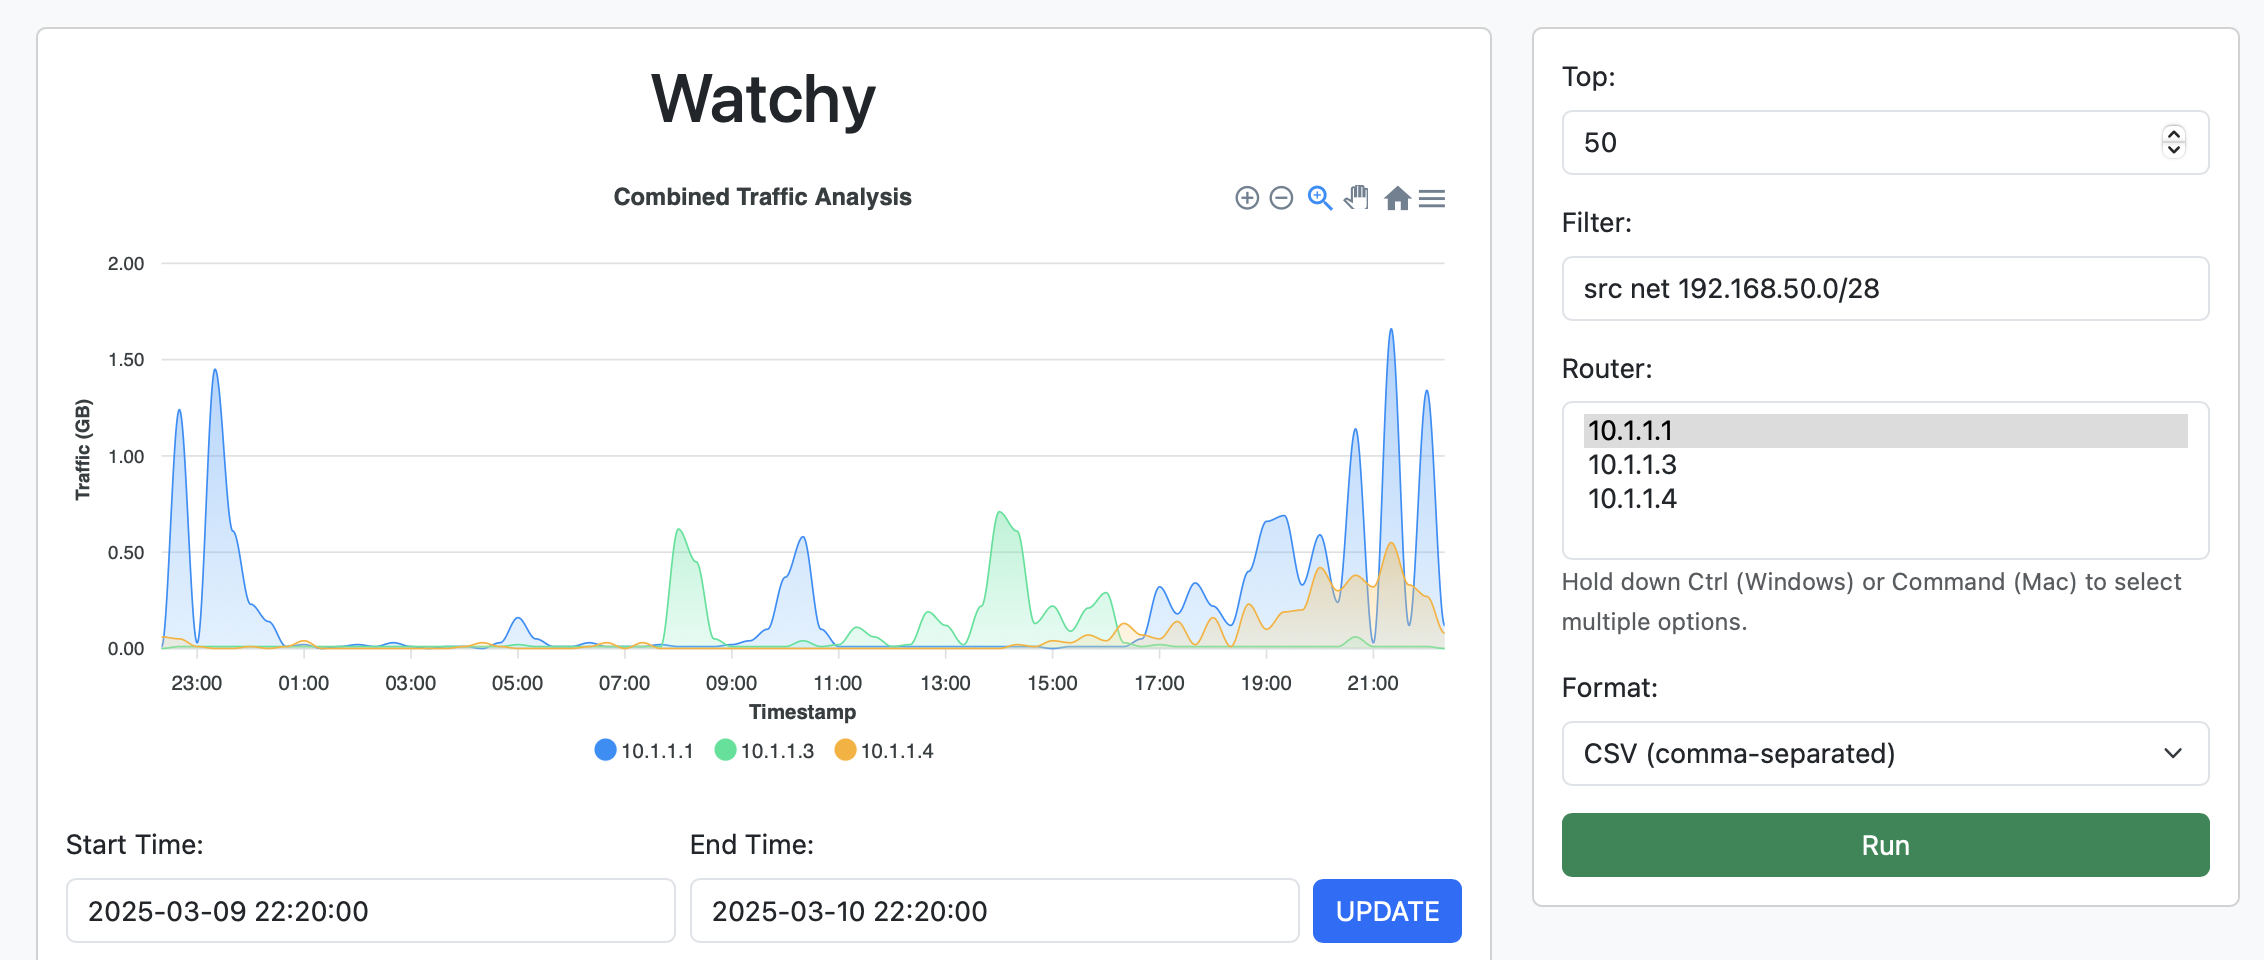 Watchy
Combined Traffic Analysis
2.00
1.50
1.00
0.50
0.00
Traffic (GB)
23:00 01:00 03:00 05:00 07:00 09:00 11:00 13:00 15:00 17:00 19:00 21:00
Timestamp
10.1.1.1 10.1.1.3 10.1.1.4
Start Time:
2025-03-09 22:20:00
End Time:
2025-03-10 22:20:00
UPDATE
Top:
50
Filter:
src net 192.168.50.0/28
Router:
10.1.1.1
10.1.1.3
10.1.1.4
Hold down Ctrl (Windows) or Command (Mac) to select
multiple options.
Format:
CSV (comma-separated)
Run